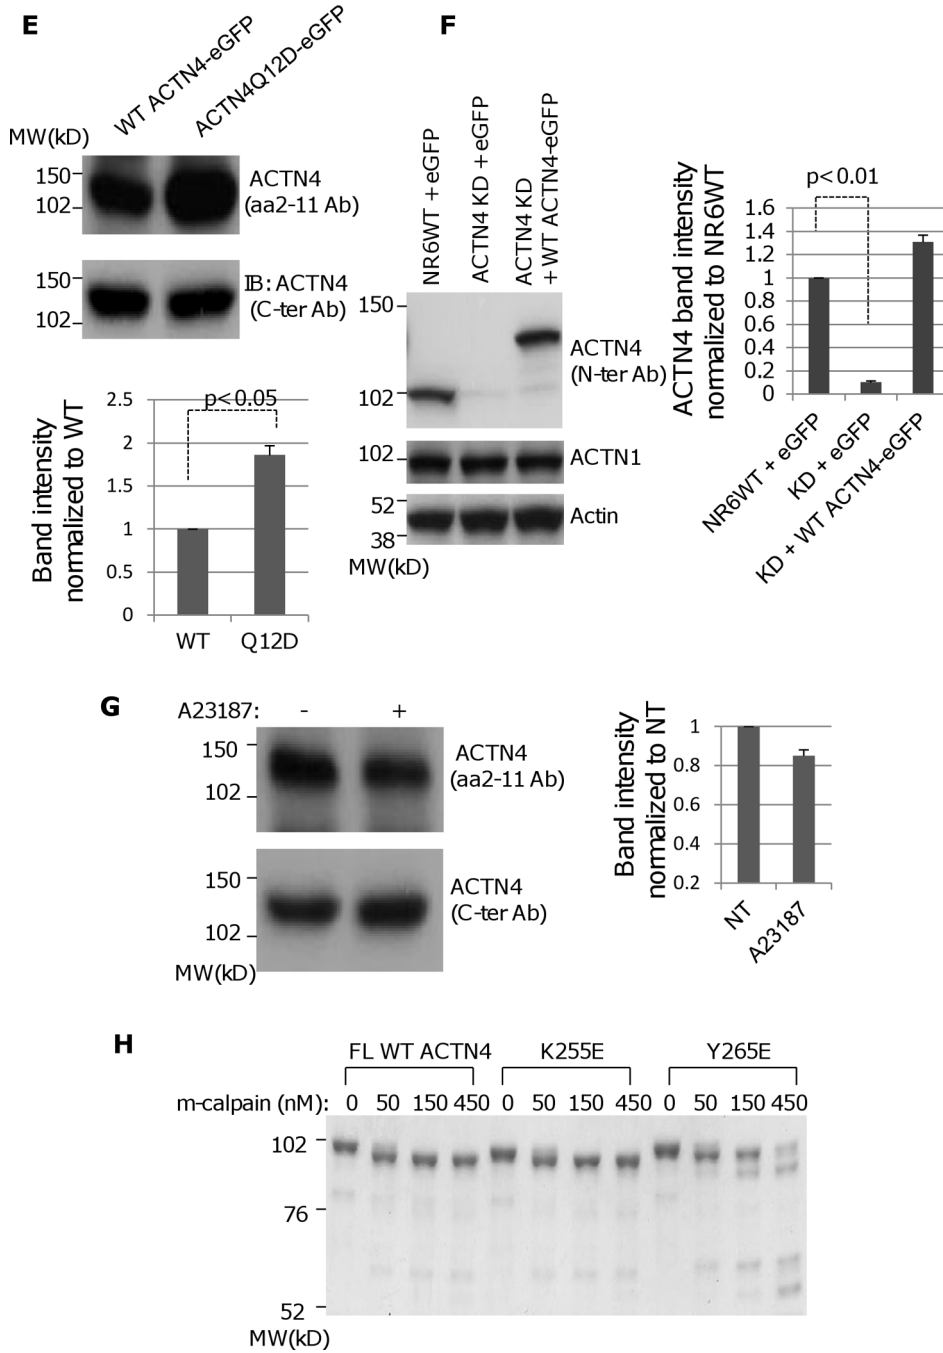 E
WT ACTN4-eGFP
ACTN4Q12D-eGFP
MW(kD)
150
102
ACTN4
(aa2-11 Ab)
150
102
IB: ACTN4
(C-ter Ab)
Band intensity
normalized to WT
2.5
2
1.5
1
0.5
0
p<0.05
WT
Q12D
F
NR6WT + eGFP
ACTN4 KD + eGFP
ACTN4 KD
+ WT ACTN4-eGFP
150
102
ACTN4
(N-ter Ab)
102
ACTN1
52
38
Actin
MW(kD)
ACTN4 band intensity
normalized to NR6WT
p<0.01
1.6
1.4
1.2
1
0.8
0.6
0.4
0.2
0
NR6WT + eGFP
KD + eGFP
KD + WT ACTN4-eGFP
G
A23187: - +
150
102
ACTN4
(aa2-11 Ab)
150
102
ACTN4
(C-ter Ab)
MW(kD)
Band intensity
normalized to NT
1
0.8
0.6
0.4
0.2
NT
A23187
H
FL WT ACTN4 K255E Y265E
m-calpain (nM): 0 50 150 450 0 50 150 450 0 50 150 450
102
76
52
MW(kD)